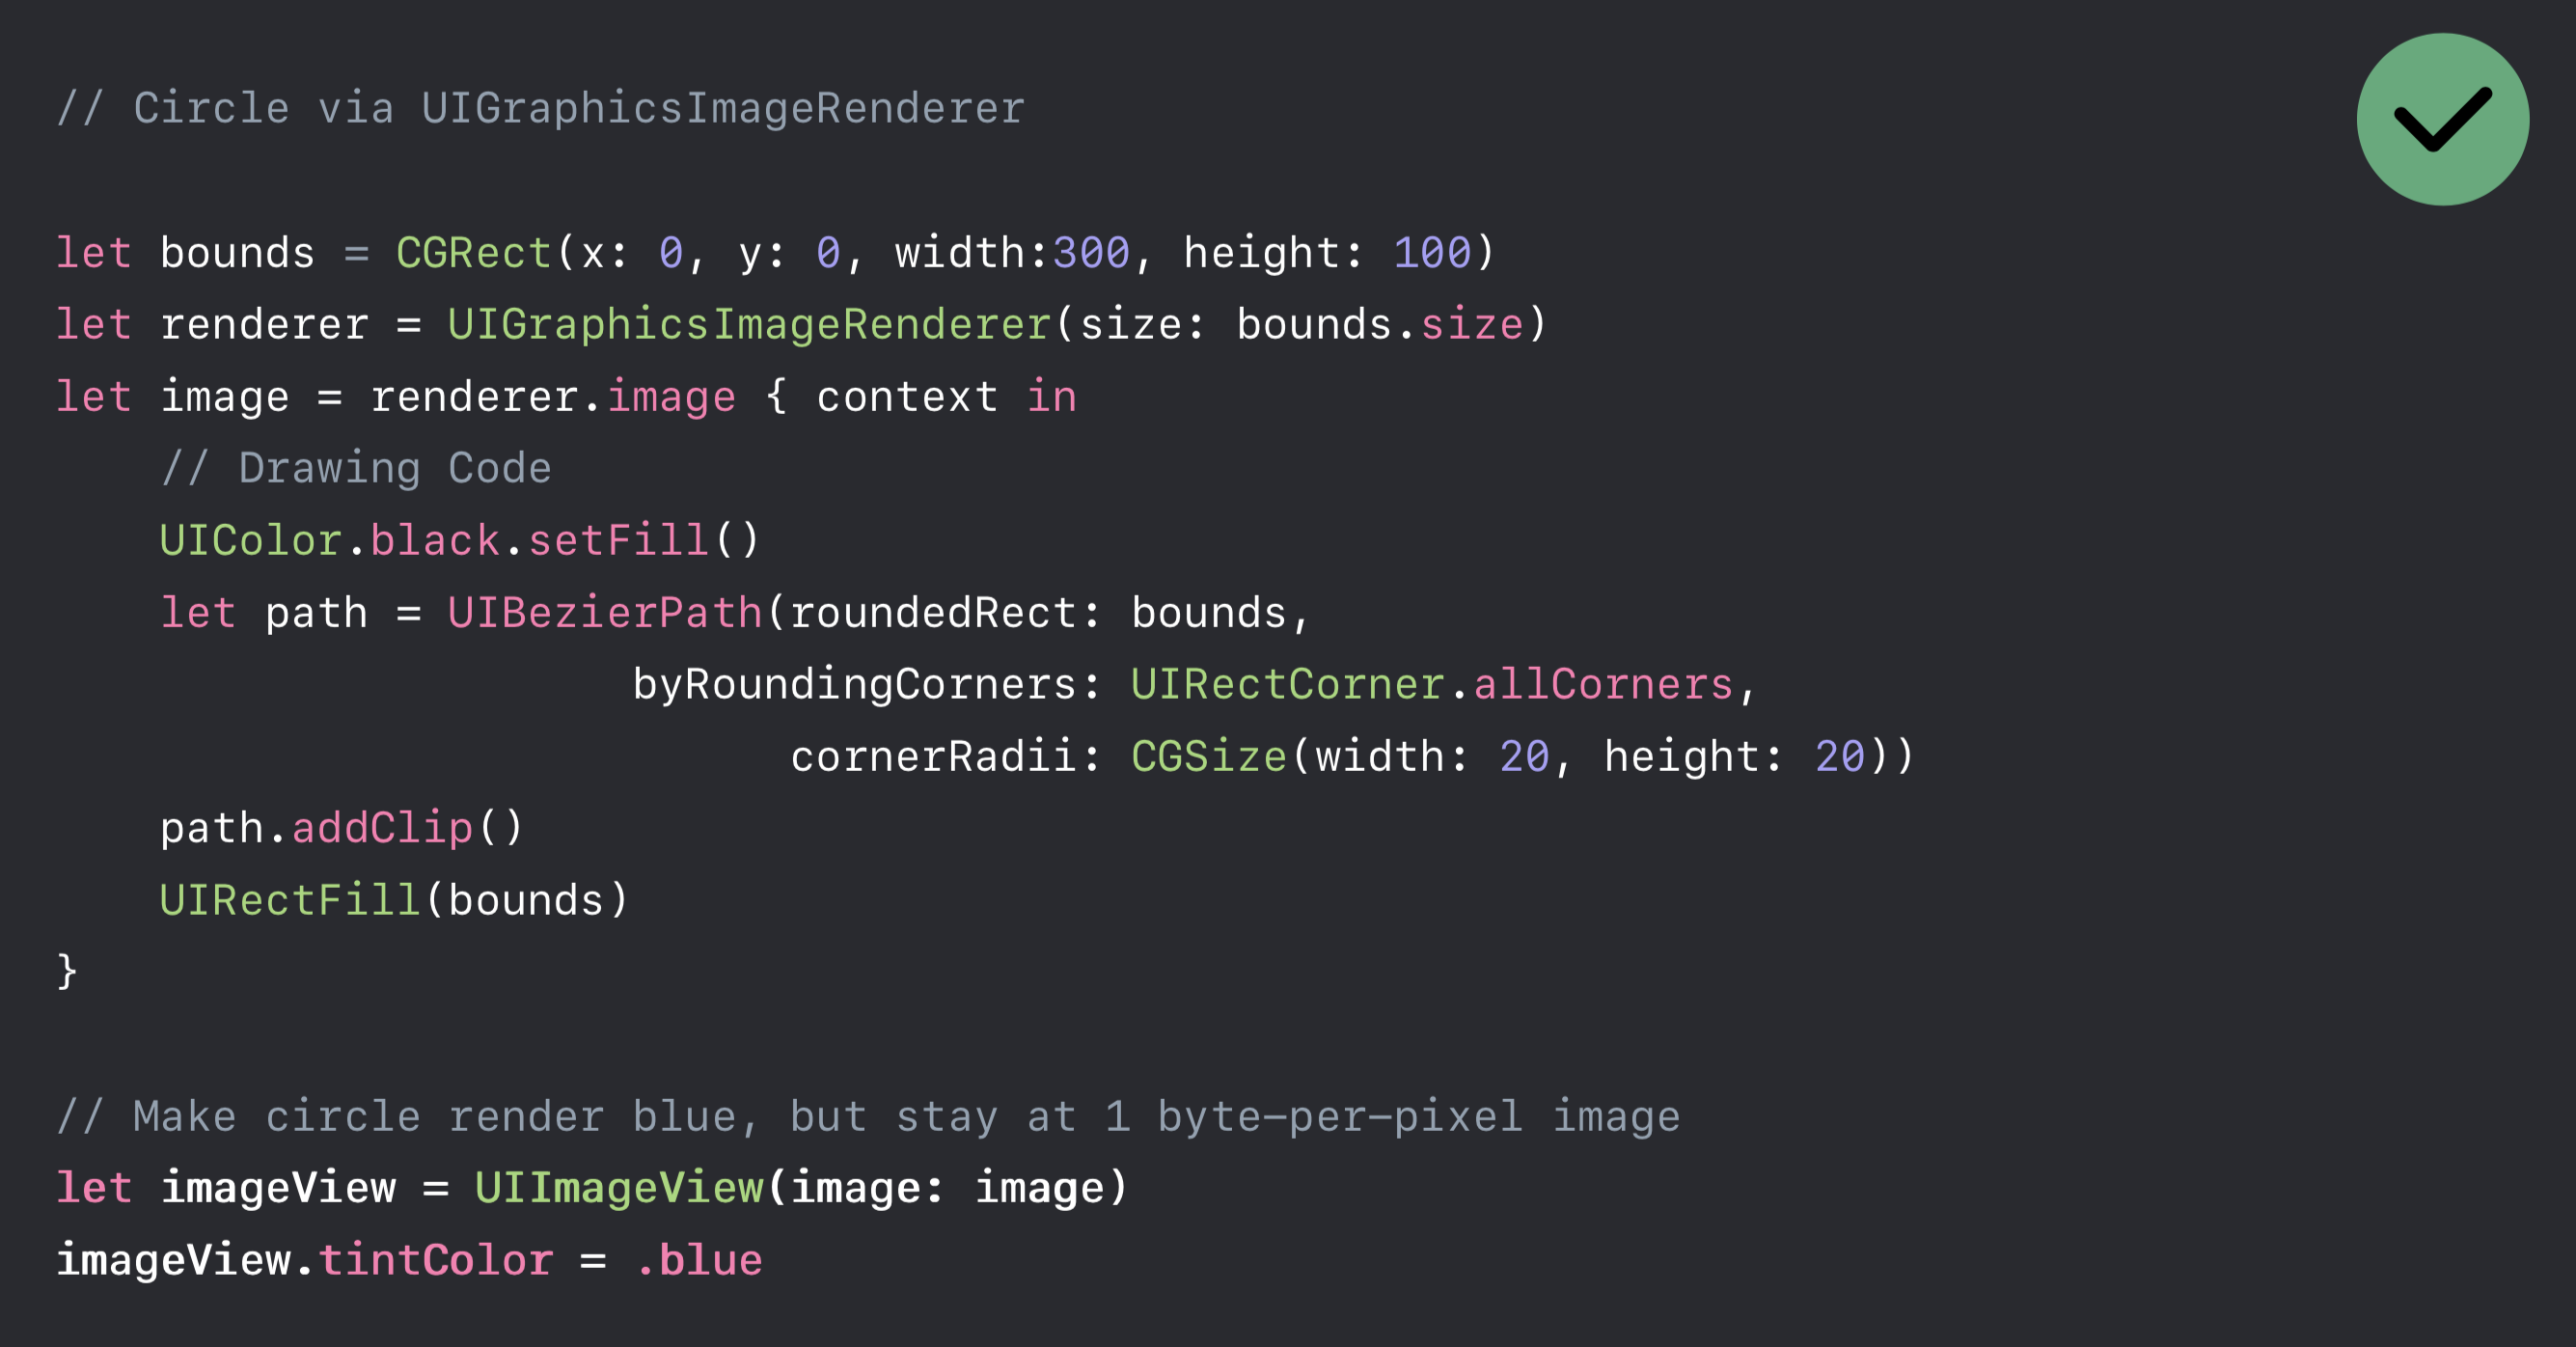 // Circle via UIGraphicsImageRenderer
let bounds = CGRect(x: 0, y: 0, width:300, height: 100)
let renderer = UIGraphicsImageRenderer(size: bounds.size)
let image = renderer.image { context in
    // Drawing Code
    UIColor.black.setFill()
    let path = UIBezierPath(roundedRect: bounds,
                      byRoundingCorners: UIRectCorner.allCorners,
                            cornerRadii: CGSize(width: 20, height: 20))
    path.addClip()
    UIRectFill(bounds)
}
// Make circle render blue, but stay at 1 byte-per-pixel image
let imageView = UIImageView(image: image)
imageView.tintColor = .blue